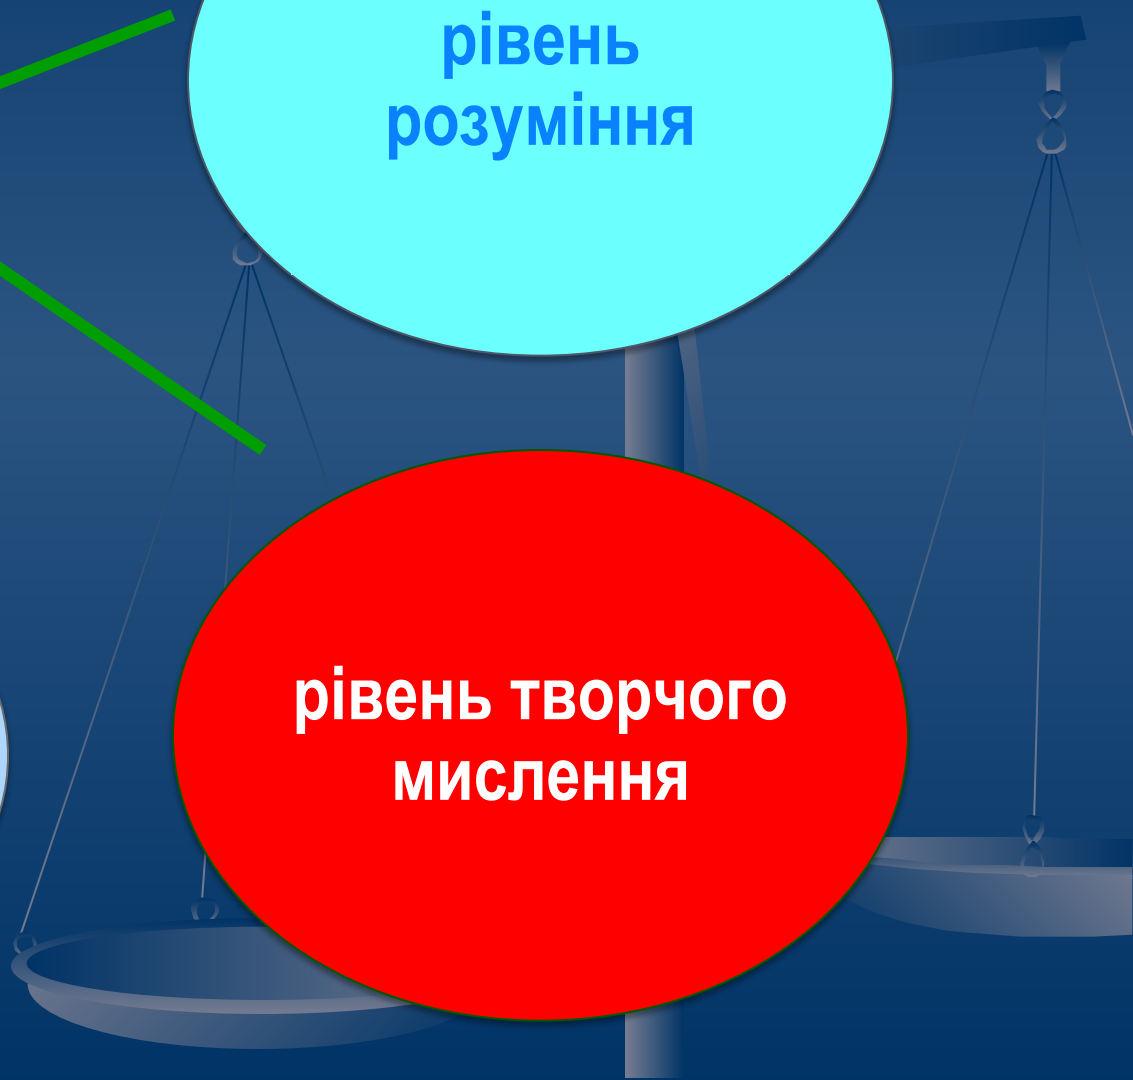 рівень
розуміння
рівень творчого
мислення